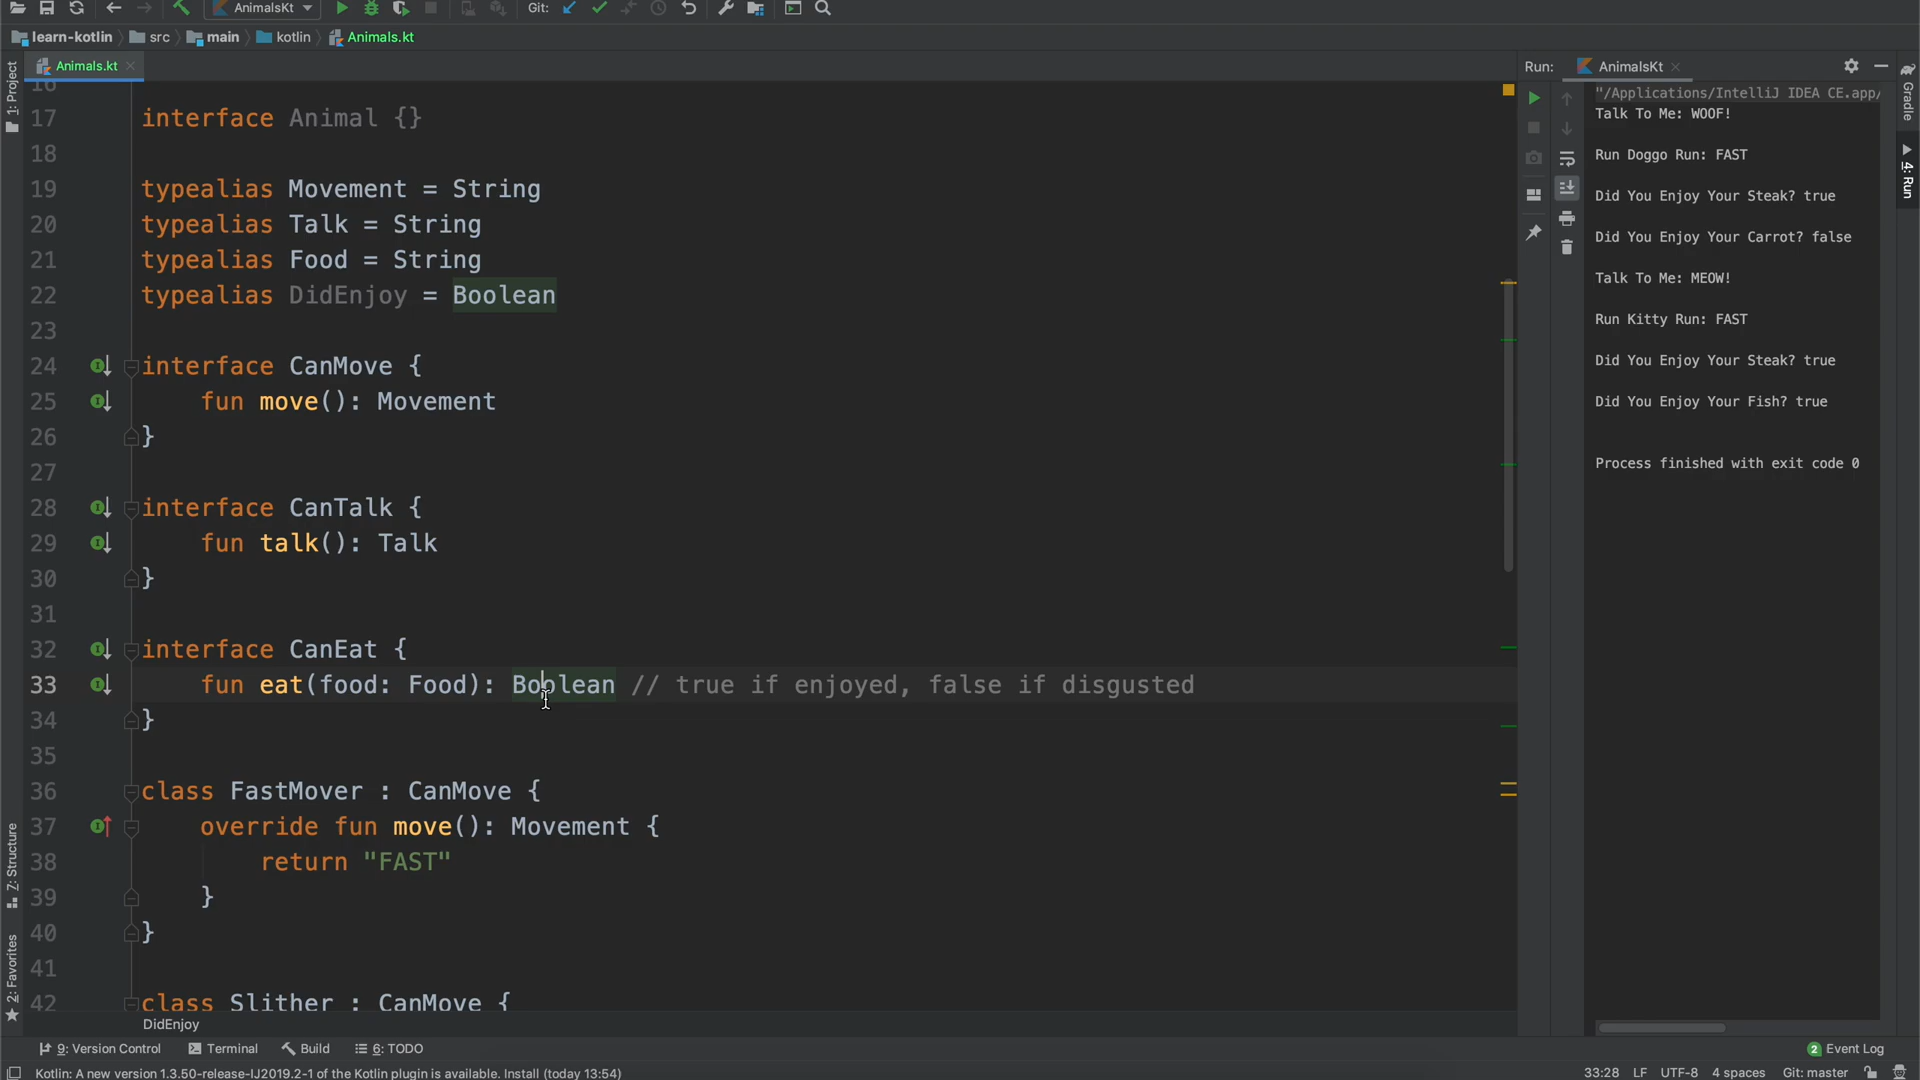 AnimalsKt
Git:
learn-kotlin
src
main
kotlin
Animals.kt
1: Project
Animals.kt
Run:
AnimalsKt
Gradle
4: Run
16
17 interface Animal {}
18
19 typealias Movement = String
20 typealias Talk = String
21 typealias Food = String
22 typealias DidEnjoy = Boolean
23
24 interface CanMove {
25 fun move(): Movement
26 }
27
28 interface CanTalk {
29 fun talk(): Talk
30 }
31
32 interface CanEat {
33 fun eat(food: Food): Boolean // true if enjoyed, false if disgusted
34 }
35
36 class FastMover : CanMove {
37 override fun move(): Movement {
38 return "FAST"
39 }
40 }
41
42 class Slither : CanMove {
DidEnjoy
"/Applications/IntelliJ IDEA CE.app/
Talk To Me: WOOF!
Run Doggo Run: FAST
Did You Enjoy Your Steak? true
Did You Enjoy Your Carrot? false
Talk To Me: MEOW!
Run Kitty Run: FAST
Did You Enjoy Your Steak? true
Did You Enjoy Your Fish? true
Process finished with exit code 0
7: Structure
2: Favorites
9: Version Control
Terminal
Build
6: TODO
2 Event Log
Kotlin: A new version 1.3.50-release-IJ2019.2-1 of the Kotlin plugin is available. Install (today 13:54)
33:28 LF UTF-8 4 spaces Git: master